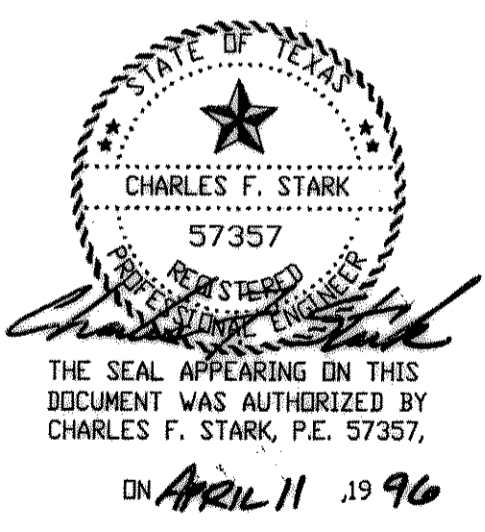 STATE OF TEXAS
CHARLES F. STARK
57357
REGISTERED
PROFESSIONAL ENGINEER
Charles F. Stark
THE SEAL APPEARING ON THIS
DOCUMENT WAS AUTHORIZED BY
CHARLES F. STARK, P.E. 57357,
ON APRIL 11 ,19 96